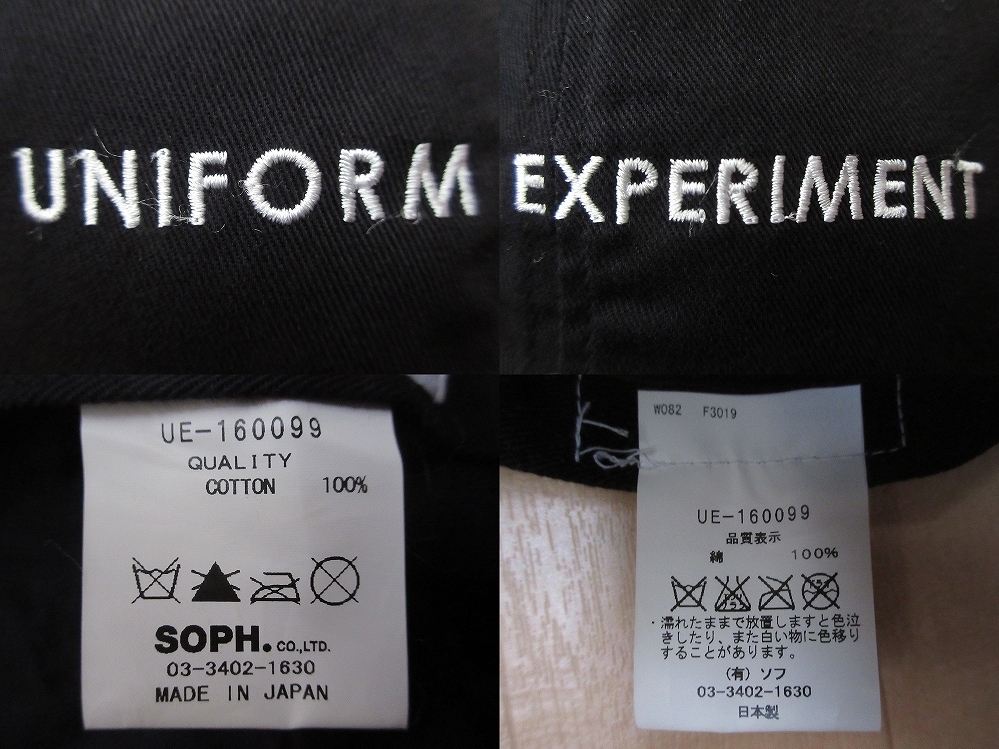 UNIFORM
EXPERIMENT
UE-160099
QUALITY
COTTON 100%
SOPH. CO.,LTD.
03-3402-1630
MADE IN JAPAN
W082 F3019
UE-160099
品質表示
綿 100%
・濡れたままで放置しますと色泣
きしたり、また白い物に色移り
することがあります。
(有) ソフ
03-3402-1630
日本製